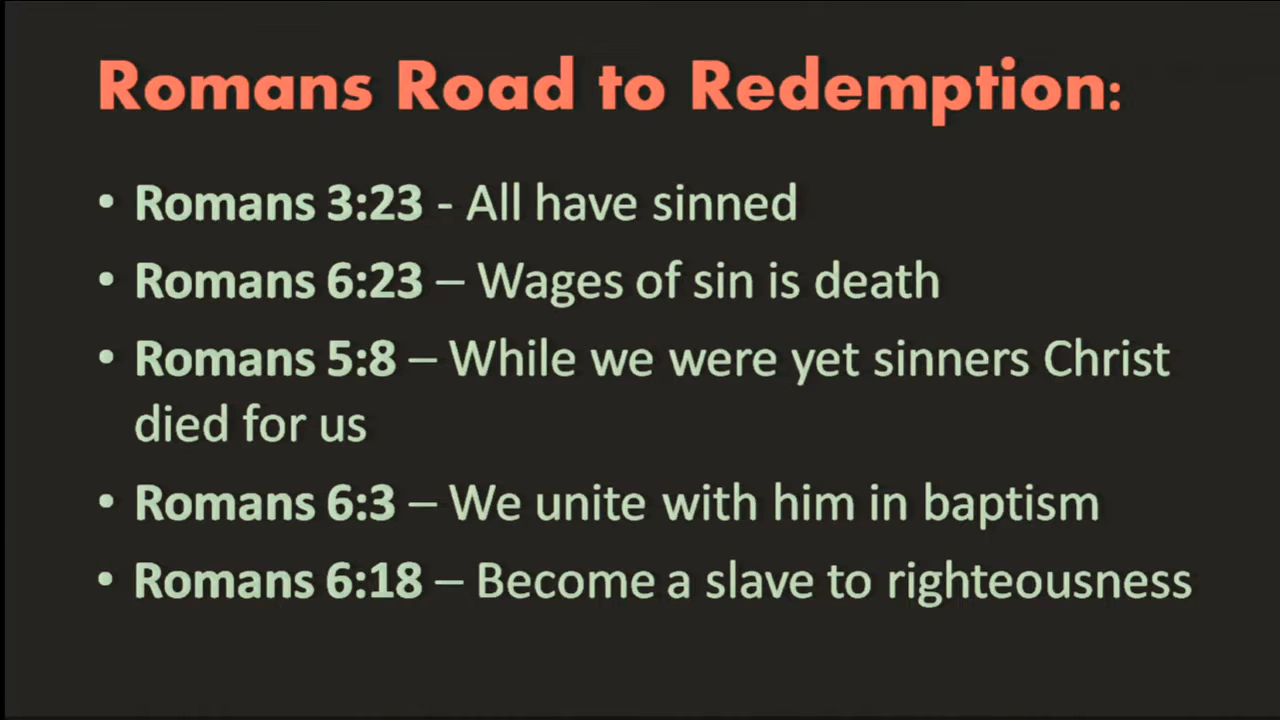 Romans Road to Redemption:
• Romans 3:23 - All have sinned
• Romans 6:23 – Wages of sin is death
• Romans 5:8 – While we were yet sinners Christ
died for us
• Romans 6:3 – We unite with him in baptism
• Romans 6:18 – Become a slave to righteousness